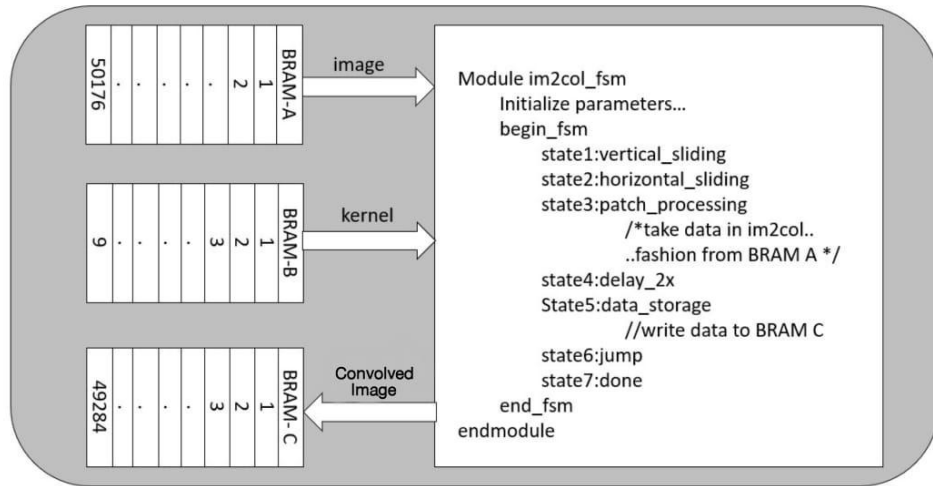 BRAM-A
1
2
.
.
.
.
.
50176
image
BRAM-B
1
2
3
.
.
.
.
9
kernel
BRAM- C
1
2
3
.
.
.
.
49284
Convolved
Image
Module im2col_fsm
Initialize parameters...
begin_fsm
state1:vertical_sliding
state2:horizontal_sliding
state3:patch_processing
/*take data in im2col..
..fashion from BRAM A */
state4:delay_2x
State5:data_storage
//write data to BRAM C
state6:jump
state7:done
end_fsm
endmodule